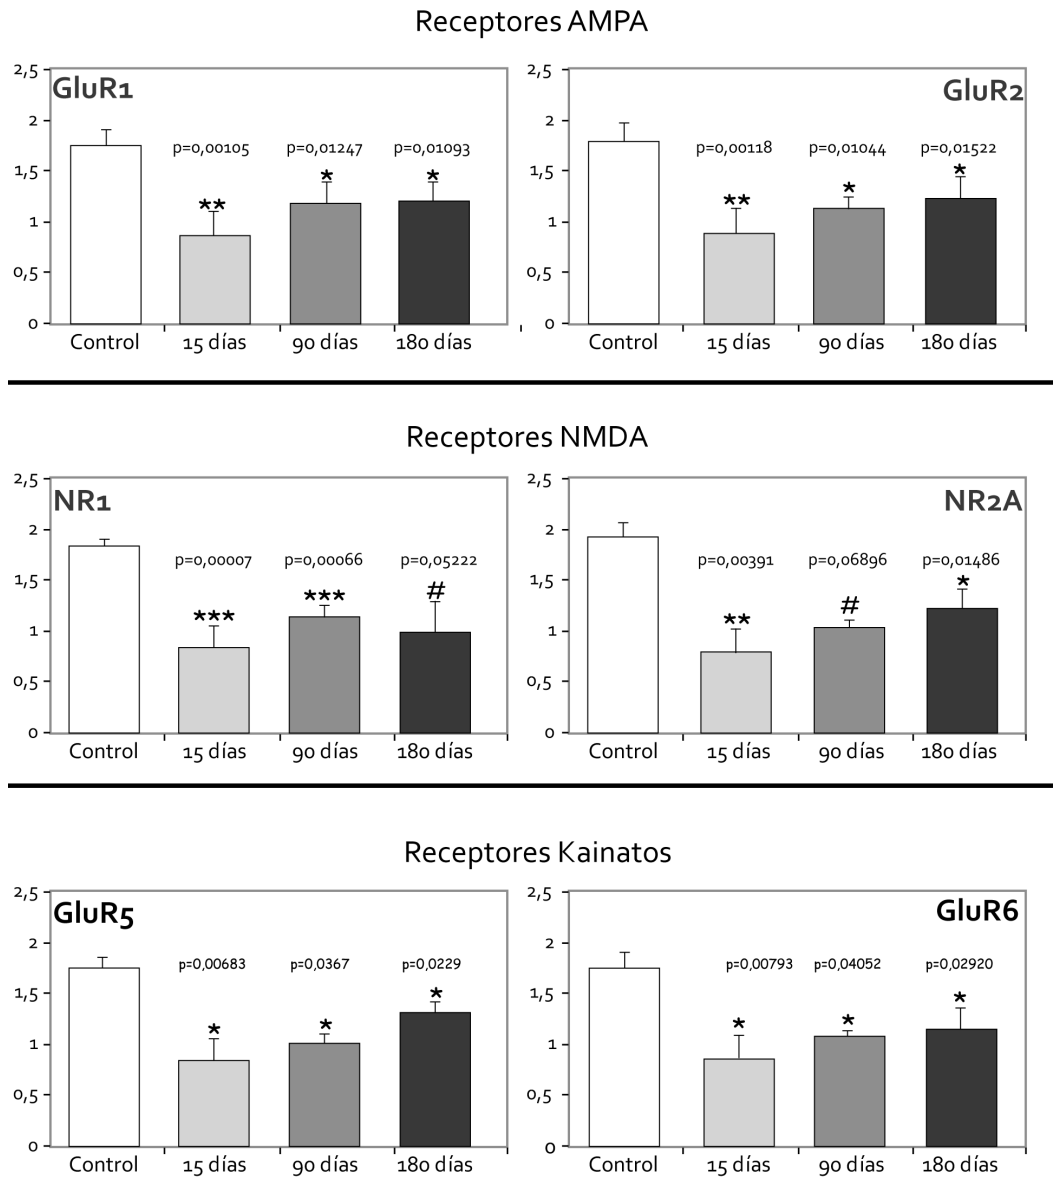 Receptores AMPA
2,5
GluR1
2
p=0,00105 p=0,01247 p=0,01093
1,5
** * *
1
0,5
0
Control 15 días 90 días 180 días
2,5
GluR2
2
p=0,00118 p=0,01044 p=0,01522
1,5
** * *
1
0,5
0
Control 15 días 90 días 180 días
Receptores NMDA
2,5
NR1
2
p=0,00007 p=0,00066 p=0,05222
1,5
*** *** #
1
0,5
0
Control 15 días 90 días 180 días
2,5
NR2A
2
p=0,00391 p=0,06896 p=0,01486
1,5
** # *
1
0,5
0
Control 15 días 90 días 180 días
Receptores Kainatos
2,5
GluR5
2
p=0,00683 p=0,0367 p=0,0229
1,5
* * *
1
0,5
0
Control 15 días 90 días 180 días
2,5
GluR6
2
p=0,00793 p=0,04052 p=0,02920
1,5
* * *
1
0,5
0
Control 15 días 90 días 180 días